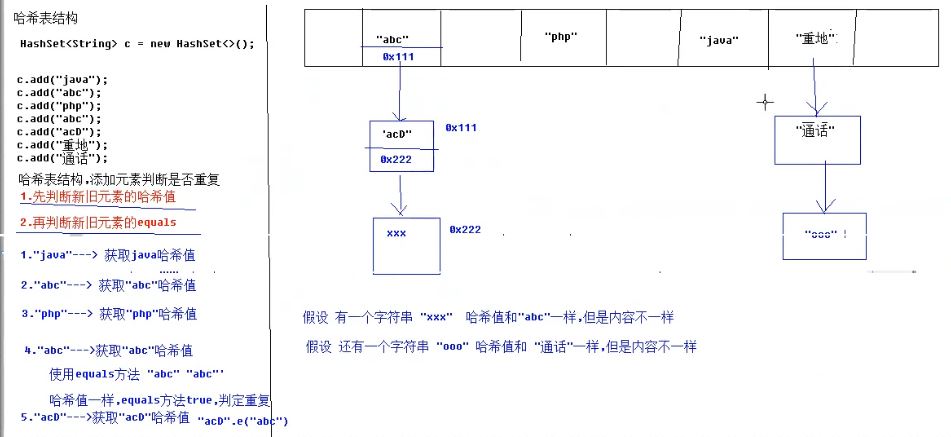 哈希表结构
HashSet<String> c = new HashSet<>();
c.add("java");
c.add("abc");
c.add("php");
c.add("abc");
c.add("acD");
c.add("重地");
c.add("通话");
哈希表结构,添加元素判断是否重复
1.先判断新旧元素的哈希值
2.再判断新旧元素的equals
1."java"---> 获取java哈希值
2."abc"---> 获取"abc"哈希值
3."php"---> 获取"php"哈希值
4."abc"--->获取"abc"哈希值
使用equals方法 "abc" "abc"'
哈希值一样,equals方法true,判定重复
5."acD"--->获取"acD"哈希值 "acD".e("abc")
"abc"
0x111
"php"
"java"
"重地"
'acD"
0x111
0x222
"通话"
xxx
0x222
"ooo" !
假设 有一个字符串 "xxx" 哈希值和"abc"一样,但是内容不一样
假设 还有一个字符串 "ooo" 哈希值和 "通话"一样,但是内容不一样